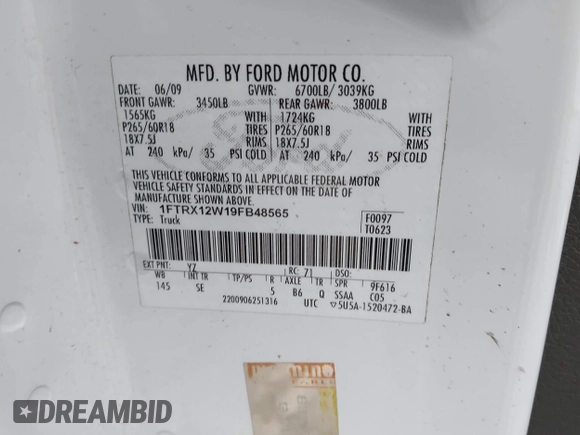 MFD. BY FORD MOTOR CO.
DATE: 06/09 GVWR: 6700LB/ 3039KG
FRONT GAWR: 3450LB REAR GAWR: 3800LB
1565KG WITH 1724KG WITH
P265/60R18 TIRES P265/60R18 TIRES
18X7.5J RIMS 18X7.5J RIMS
AT 240 kPa/ 35 PSI COLD AT 240 kPa/ 35 PSI COLD
THIS VEHICLE CONFORMS TO ALL APPLICABLE FEDERAL MOTOR
VEHICLE SAFETY STANDARDS IN EFFECT ON THE DATE OF
MANUFACTURE SHOWN ABOVE.
VIN: 1FTRX12W19FB48565 F0097
TYPE: Truck T0623
EXT PNT: YZ RC: 71 DSO:
WB INT TR TP/PS R AXLE TR SPR 9F616
145 SE 5 B6 Q SSAA C05
2200906251316 UTC 5U5A-1520472-BA
Ford
DREAMBID